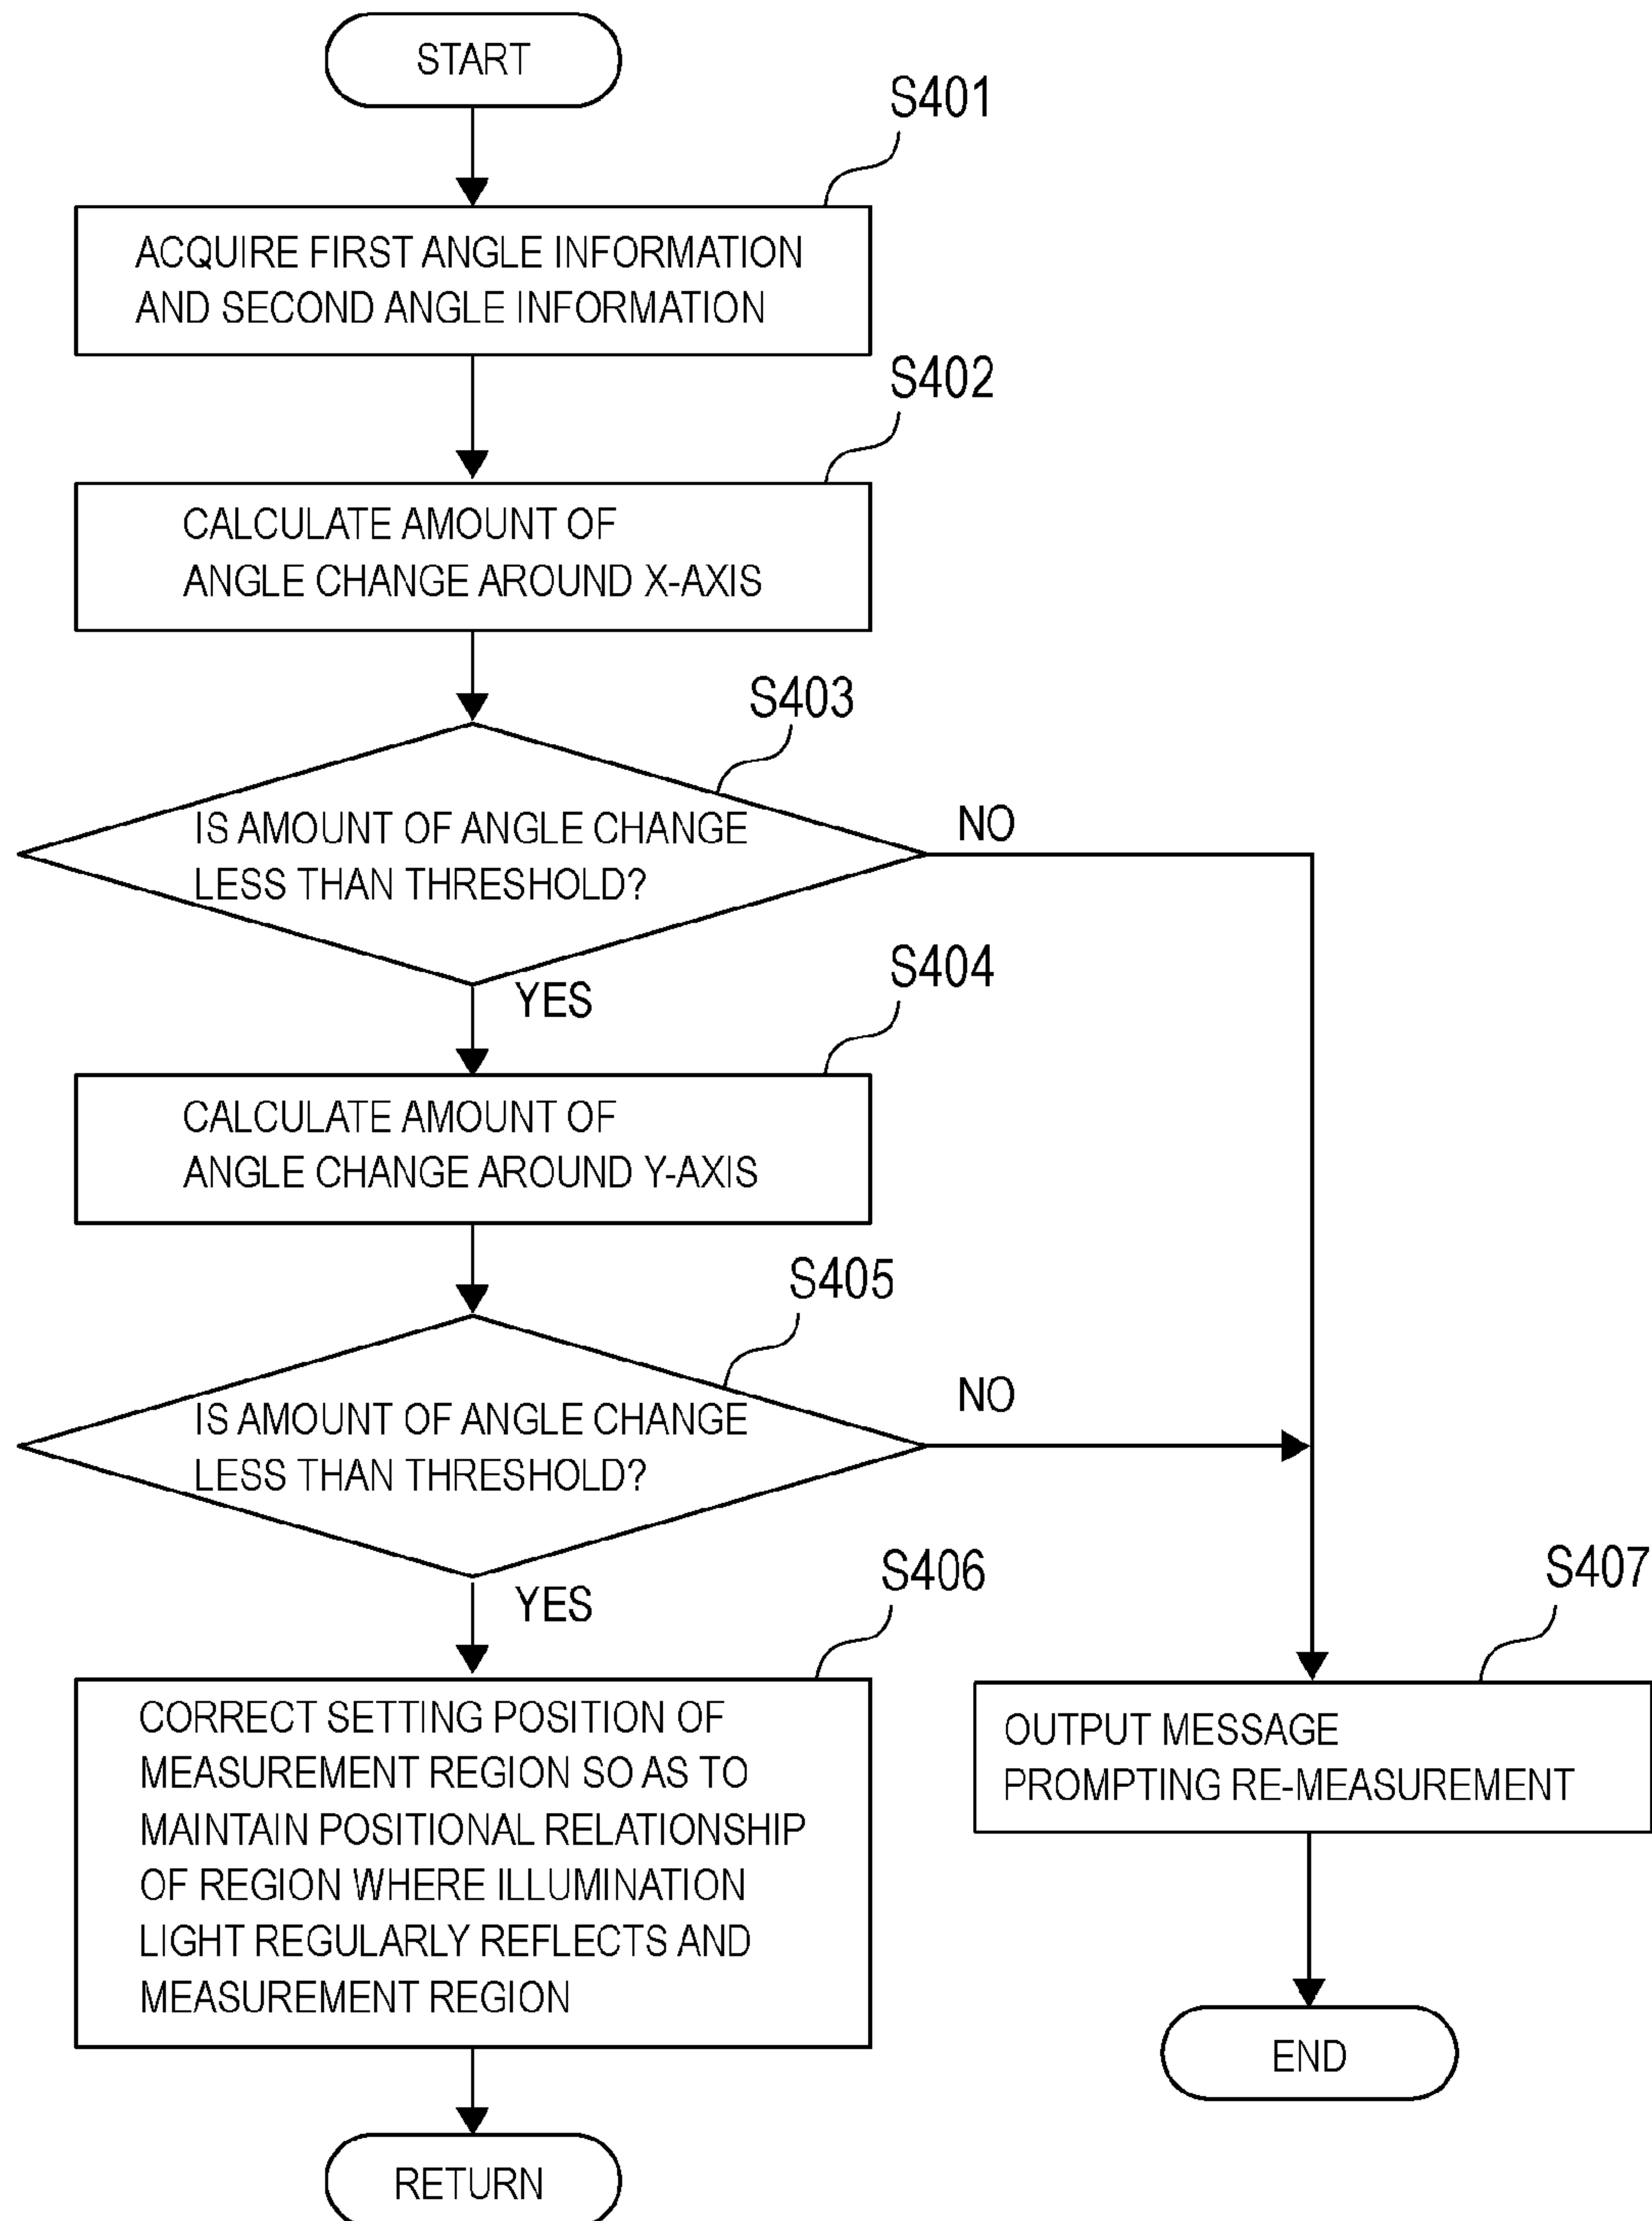 START
S401
ACQUIRE FIRST ANGLE INFORMATION
AND SECOND ANGLE INFORMATION
S402
CALCULATE AMOUNT OF
ANGLE CHANGE AROUND X-AXIS
S403
IS AMOUNT OF ANGLE CHANGE
LESS THAN THRESHOLD?
NO
YES
S404
CALCULATE AMOUNT OF
ANGLE CHANGE AROUND Y-AXIS
S405
IS AMOUNT OF ANGLE CHANGE
LESS THAN THRESHOLD?
NO
YES
S406
CORRECT SETTING POSITION OF
MEASUREMENT REGION SO AS TO
MAINTAIN POSITIONAL RELATIONSHIP
OF REGION WHERE ILLUMINATION
LIGHT REGULARLY REFLECTS AND
MEASUREMENT REGION
S407
OUTPUT MESSAGE
PROMPTING RE-MEASUREMENT
END
RETURN